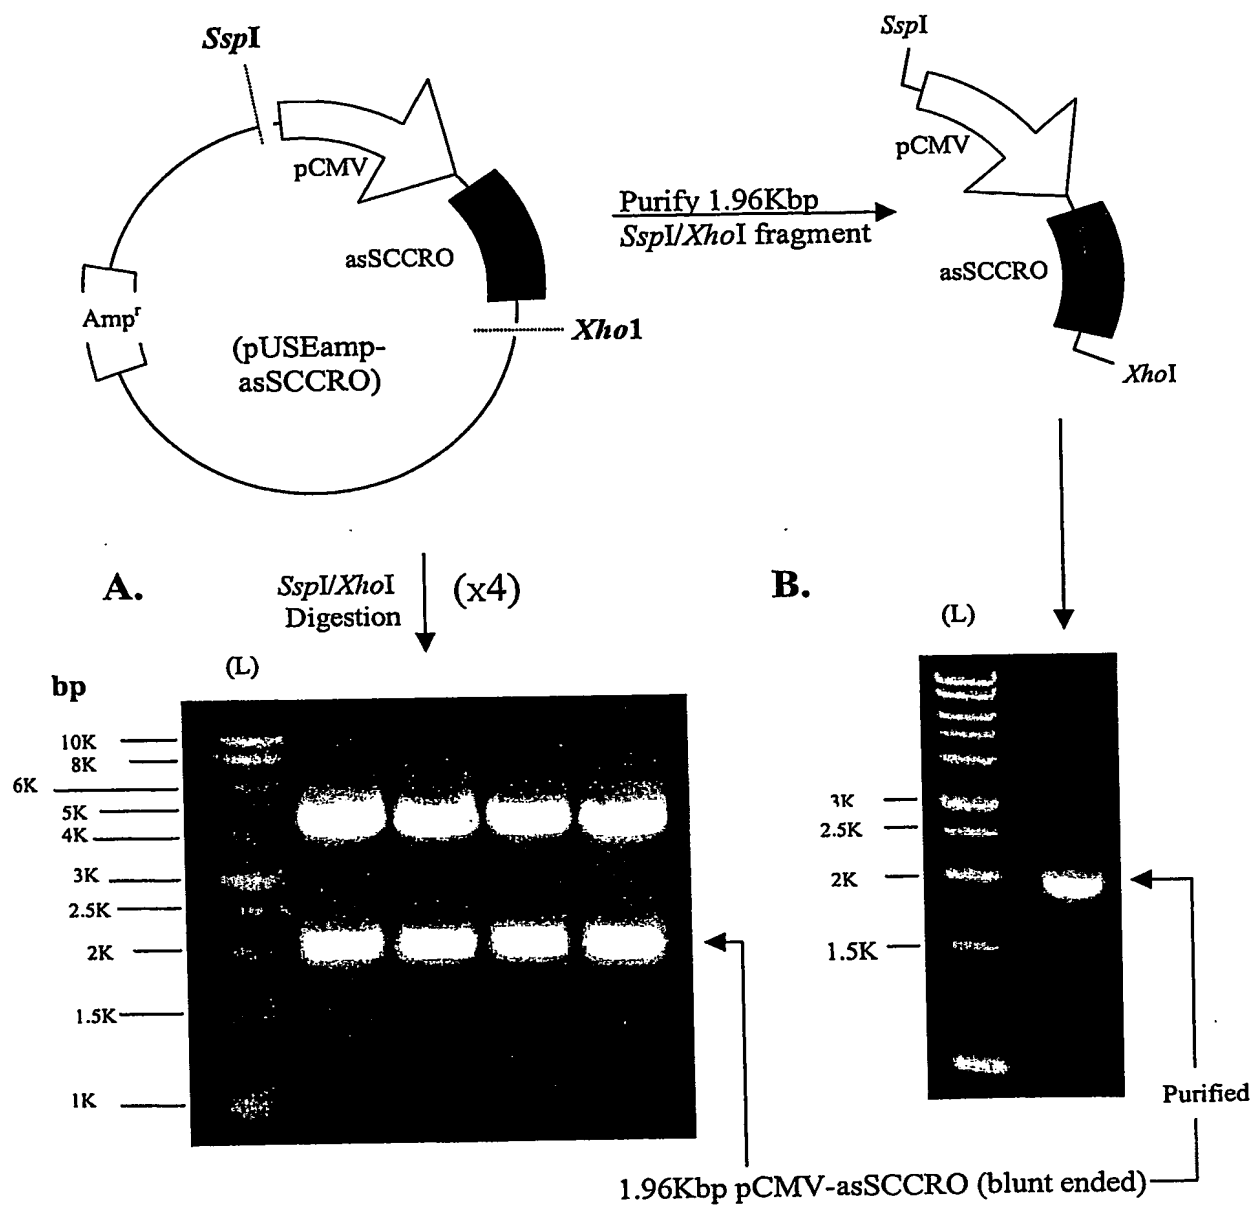 SspI
SspI
pCMV
pCMV
Purify 1.96Kbp
SspI/XhoI fragment
asSCCRO
asSCCRO
Ampr
Xho1
(pUSEamp-
asSCCRO)
XhoI
A.
SspI/XhoI
Digestion
(x4)
B.
(L)
(L)
bp
10K
8K
6K
5K
4K
3K
2.5K
2K
1.5K
1K
3K
2.5K
2K
1.5K
Purified
1.96Kbp pCMV-asSCCRO (blunt ended)